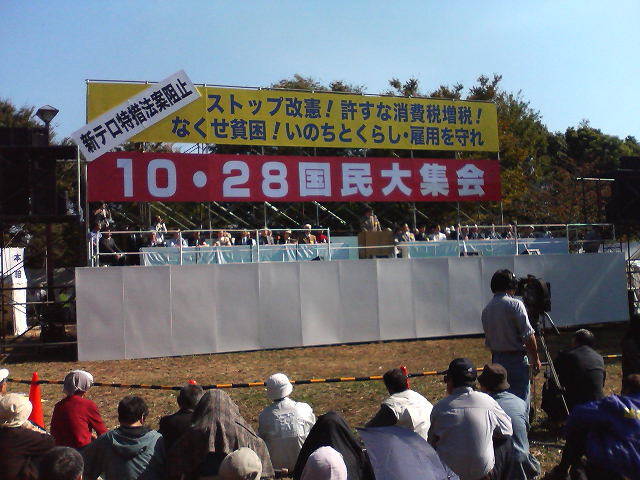 新テロ特措法案阻止
ストップ改憲！許すな消費税増税！
なくせ貧困！いのちとくらし・雇用を守れ
10・28国民大集会
本部